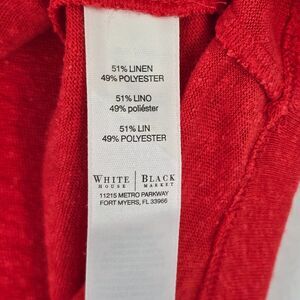 51% LINEN
49% POLYESTER
51% LINO
49% poliéster
51% LIN
49% POLYESTER
WHITE | BLACK
HOUSE | MARKET
11215 METRO PARKWAY
FORT MYERS, FL 33966